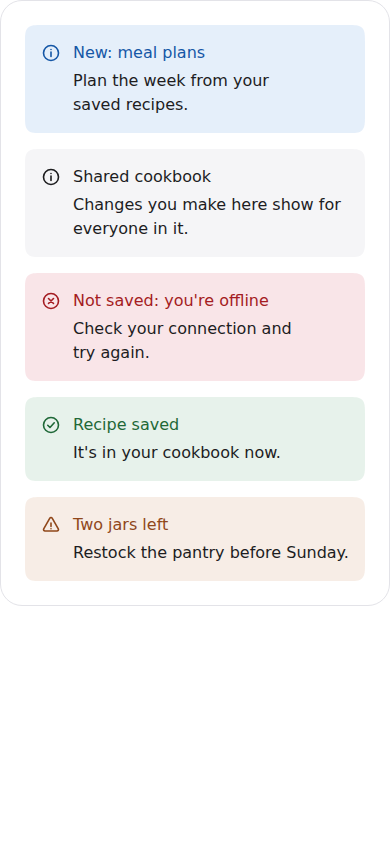 New: meal plans
Plan the week from your
saved recipes.
Shared cookbook
Changes you make here show for
everyone in it.
Not saved: you're offline
Check your connection and
try again.
Recipe saved
It's in your cookbook now.
Two jars left
Restock the pantry before Sunday.